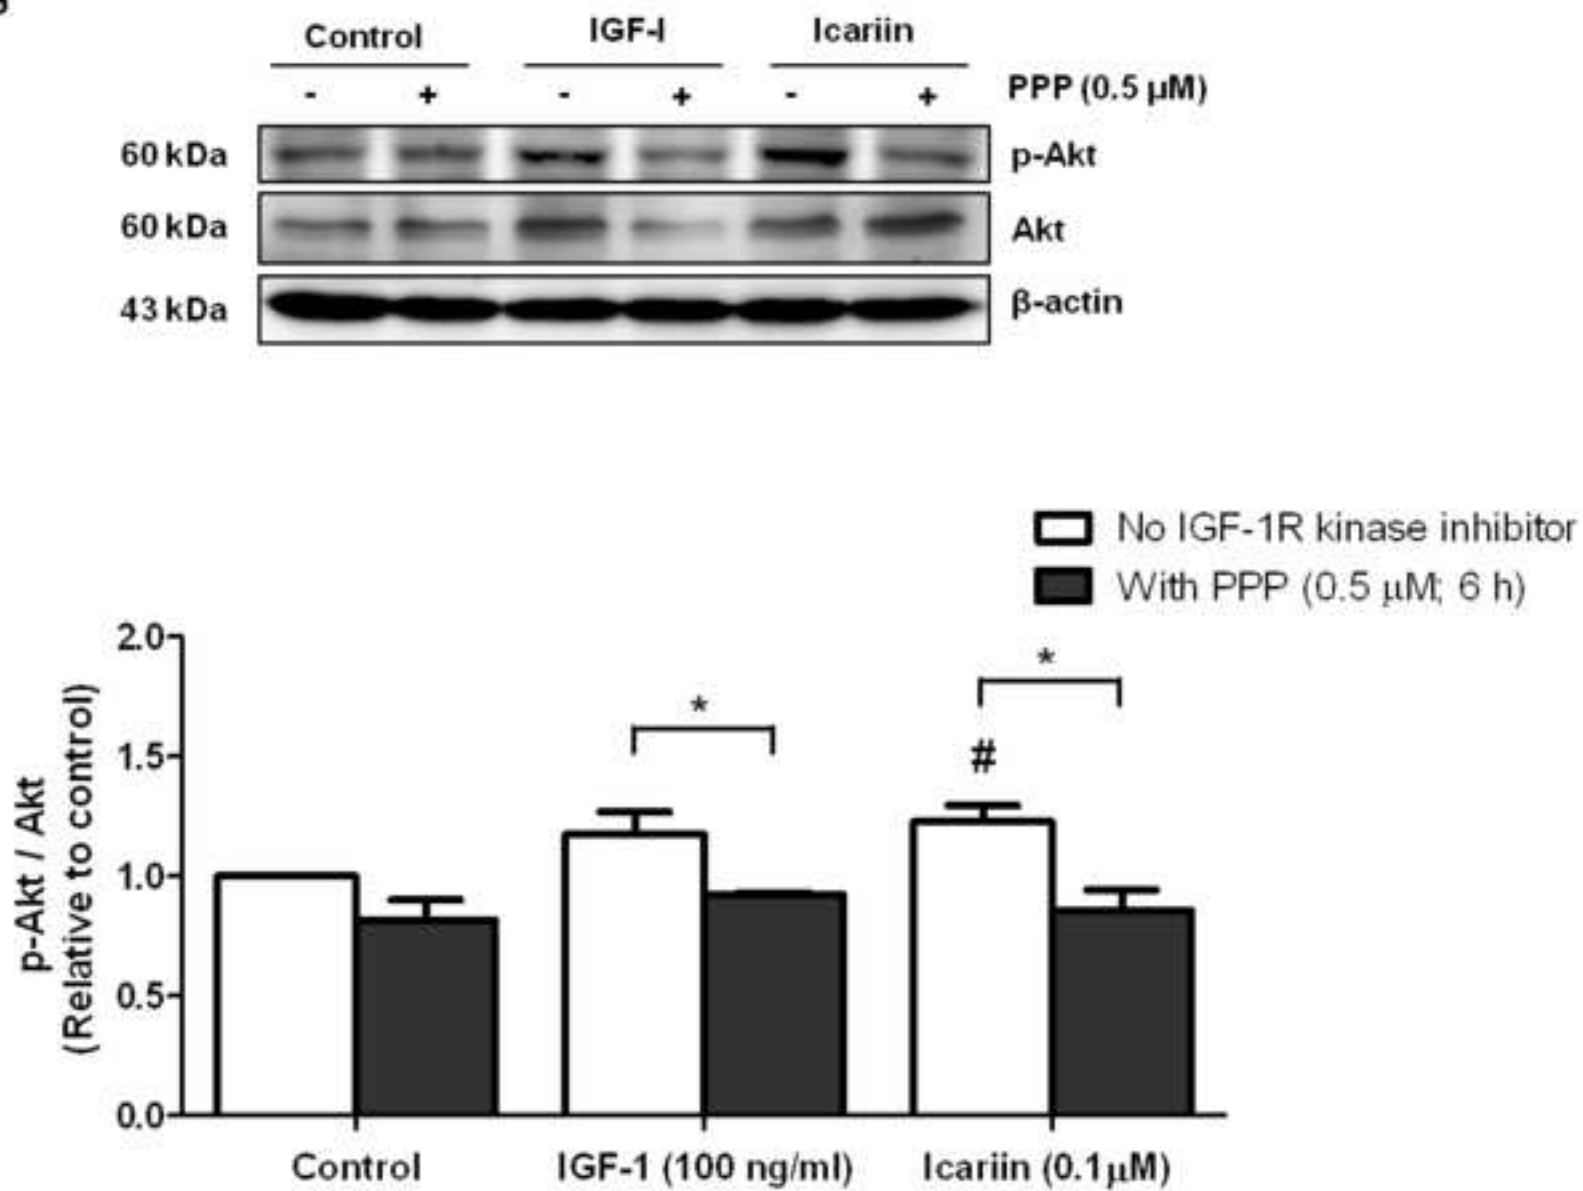 Control IGF-I Icariin
- + - + - + PPP (0.5 µM)
60 kDa p-Akt
60 kDa Akt
43 kDa β-actin
No IGF-1R kinase inhibitor
With PPP (0.5 µM; 6 h)
2.0
1.5
1.0
0.5
0.0
p-Akt / Akt
(Relative to control)
*
*
#
Control IGF-1 (100 ng/ml) Icariin (0.1µM)